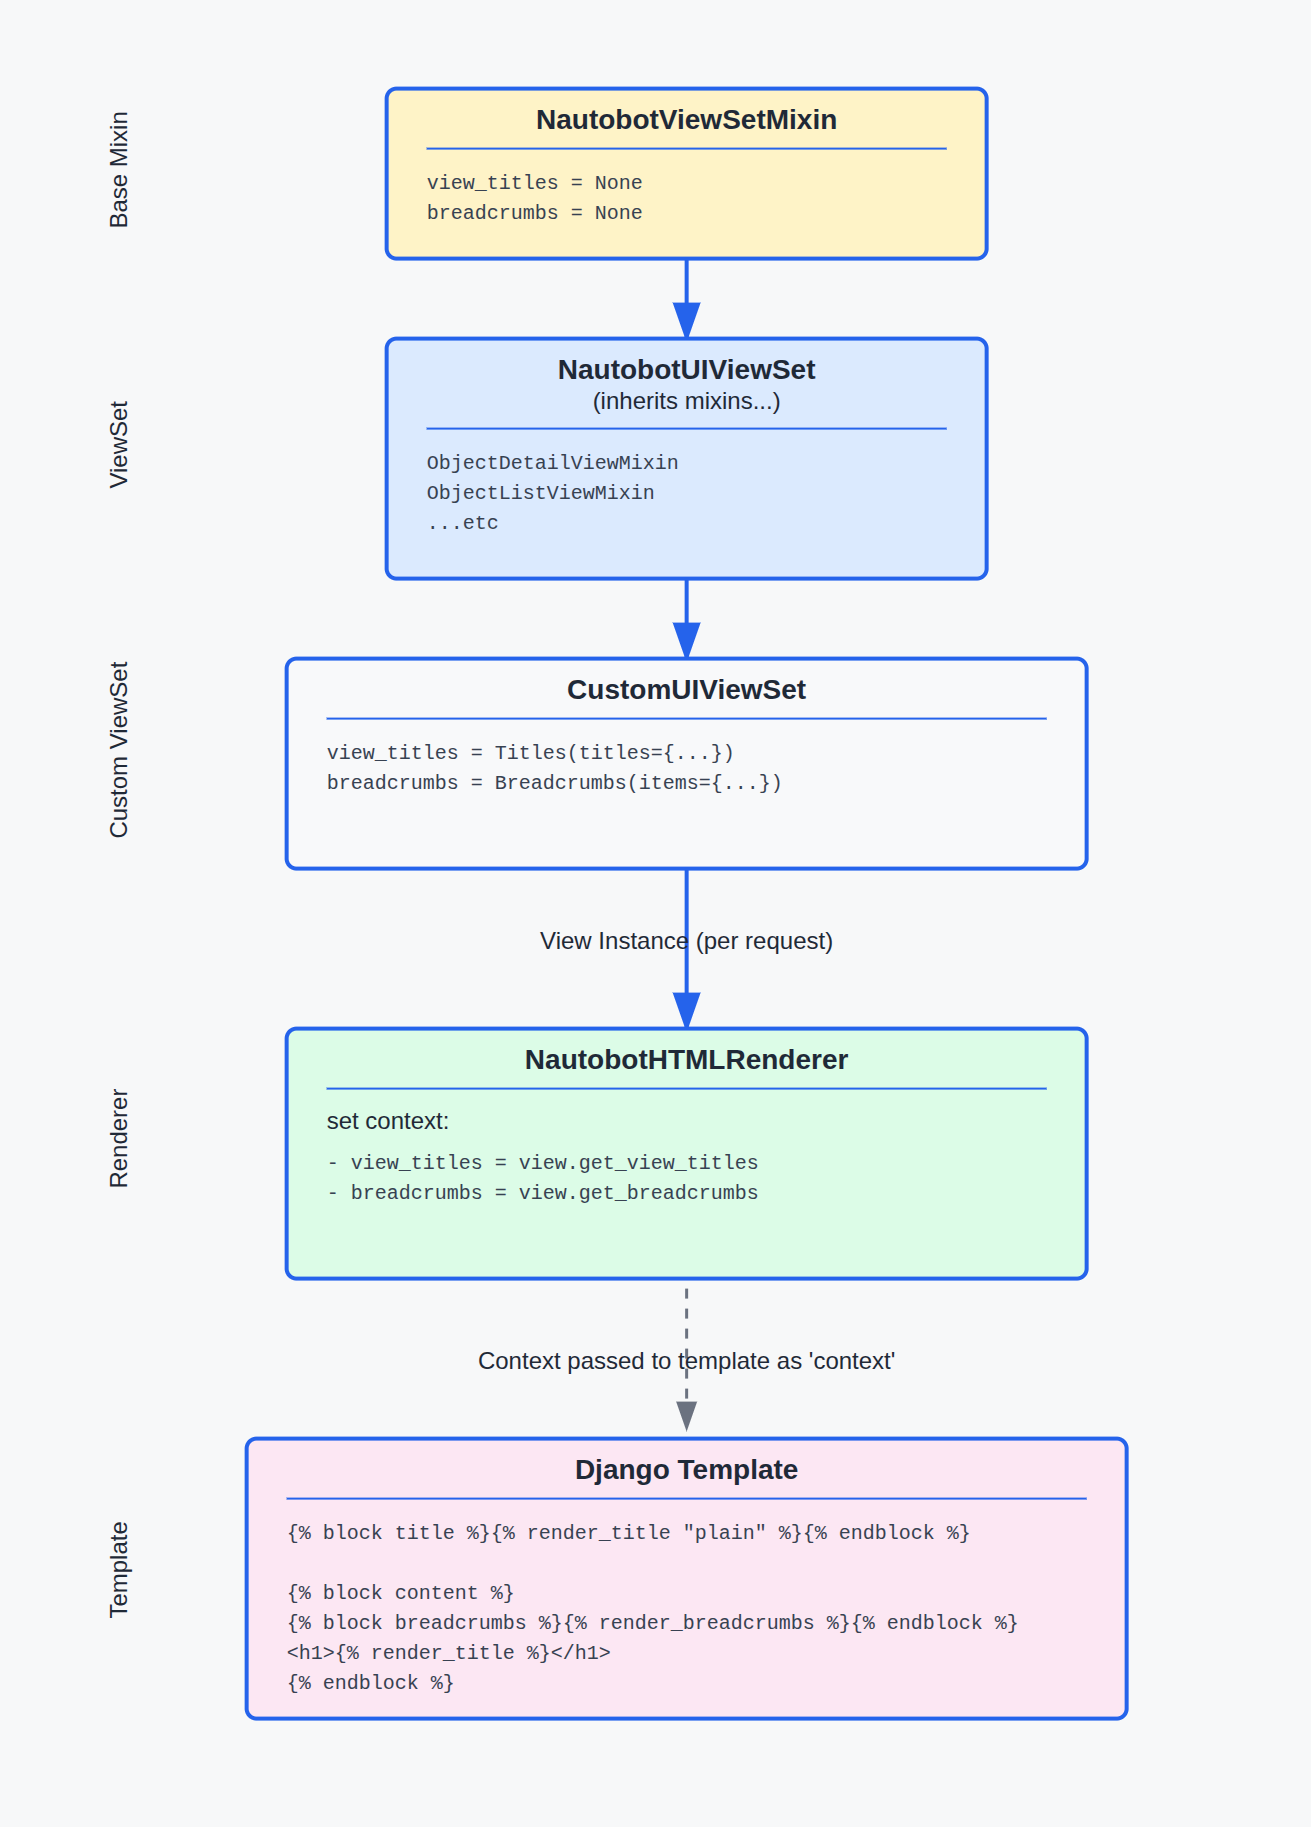 Base Mixin
NautobotViewSetMixin
view_titles = None
breadcrumbs = None
ViewSet
NautobotUIViewSet
(inherits mixins...)
ObjectDetailViewMixin
ObjectListViewMixin
...etc
Custom ViewSet
CustomUIViewSet
view_titles = Titles(titles={...})
breadcrumbs = Breadcrumbs(items={...})
View Instance (per request)
Renderer
NautobotHTMLRenderer
set context:
- view_titles = view.get_view_titles
- breadcrumbs = view.get_breadcrumbs
Context passed to template as 'context'
Template
Django Template
{% block title %}{% render_title "plain" %}{% endblock %}
{% block content %}
{% block breadcrumbs %}{% render_breadcrumbs %}{% endblock %}
<h1>{% render_title %}</h1>
{% endblock %}